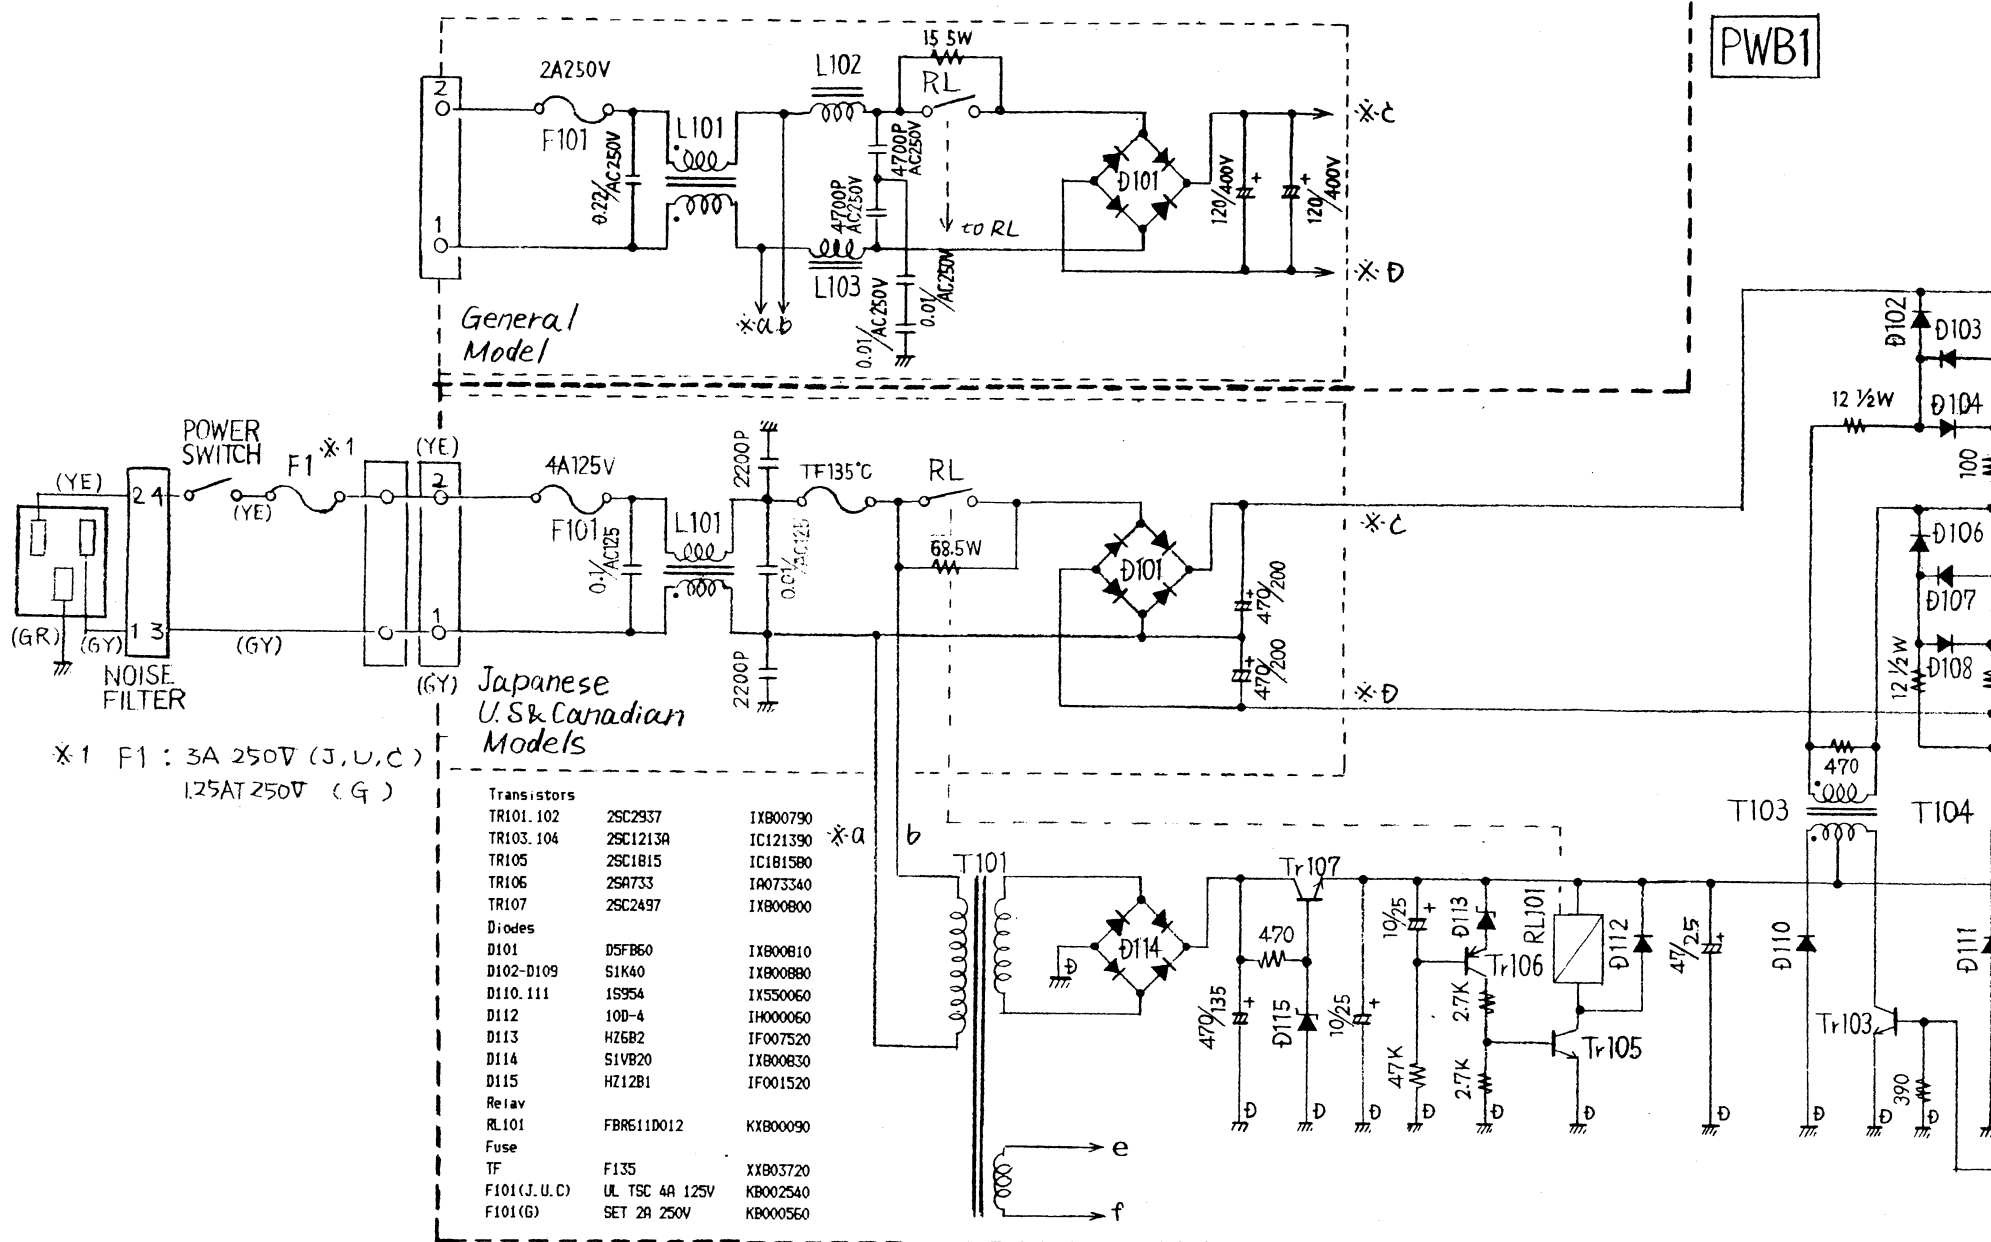 PWB1
15 5W
2A250V
L102
RL
2
F101
L101
0.22/AC250V
4700P AC250V
4700P AC250V
D101
120/400V
120/400V
※C
1
to RL
L103
0.01/AC250V
0.01/AC250V
※a b
※D
General
Model
D102
D103
12 ½W
D104
100
POWER
SWITCH
F1 ※1
(YE)
(YE)
2 4
(YE)
2
4A125V
F101
0.1/AC125
L101
2200P
0.01/AC125
TF135°C
RL
68.5W
D101
470/200
470/200
※C
D106
D107
D108
12 ½W
(GR)
(GY)
1 3
(GY)
1
(GY)
NOISE
FILTER
2200P
※D
Japanese
U.S & Canadian
Models
※1 F1 : 3A 250V (J,U,C)
1.25AT 250V (G)
470
T103
T104
Transistors
TR101.102 2SC2937 IXB00790
TR103.104 2SC1213A IC121390
TR105 2SC1815 IC181580
TR106 2SA733 IA073340
TR107 2SC2497 IXB00800
Diodes
D101 D5FB60 IXB00810
D102-D109 S1K40 IXB00880
D110.111 1S954 IX550060
D112 10D-4 IH000060
D113 HZ6B2 IF007520
D114 S1VB20 IXB00830
D115 HZ12B1 IF001520
Relay
RL101 FBR611D012 KXB00090
Fuse
TF F135 XXB03720
F101(J.U.C) UL TSC 4A 125V KB002540
F101(G) SET 2A 250V KB000560
※a
b
T101
D114
D
Tr107
470
470/135
D115
10/25
10/25
D113
Tr106
RL101
D112
47/25
D110
D111
47K
2.7K
2.7K
Tr105
Tr103
390
D
D
D
D
D
D
D
D
D
D
e
f